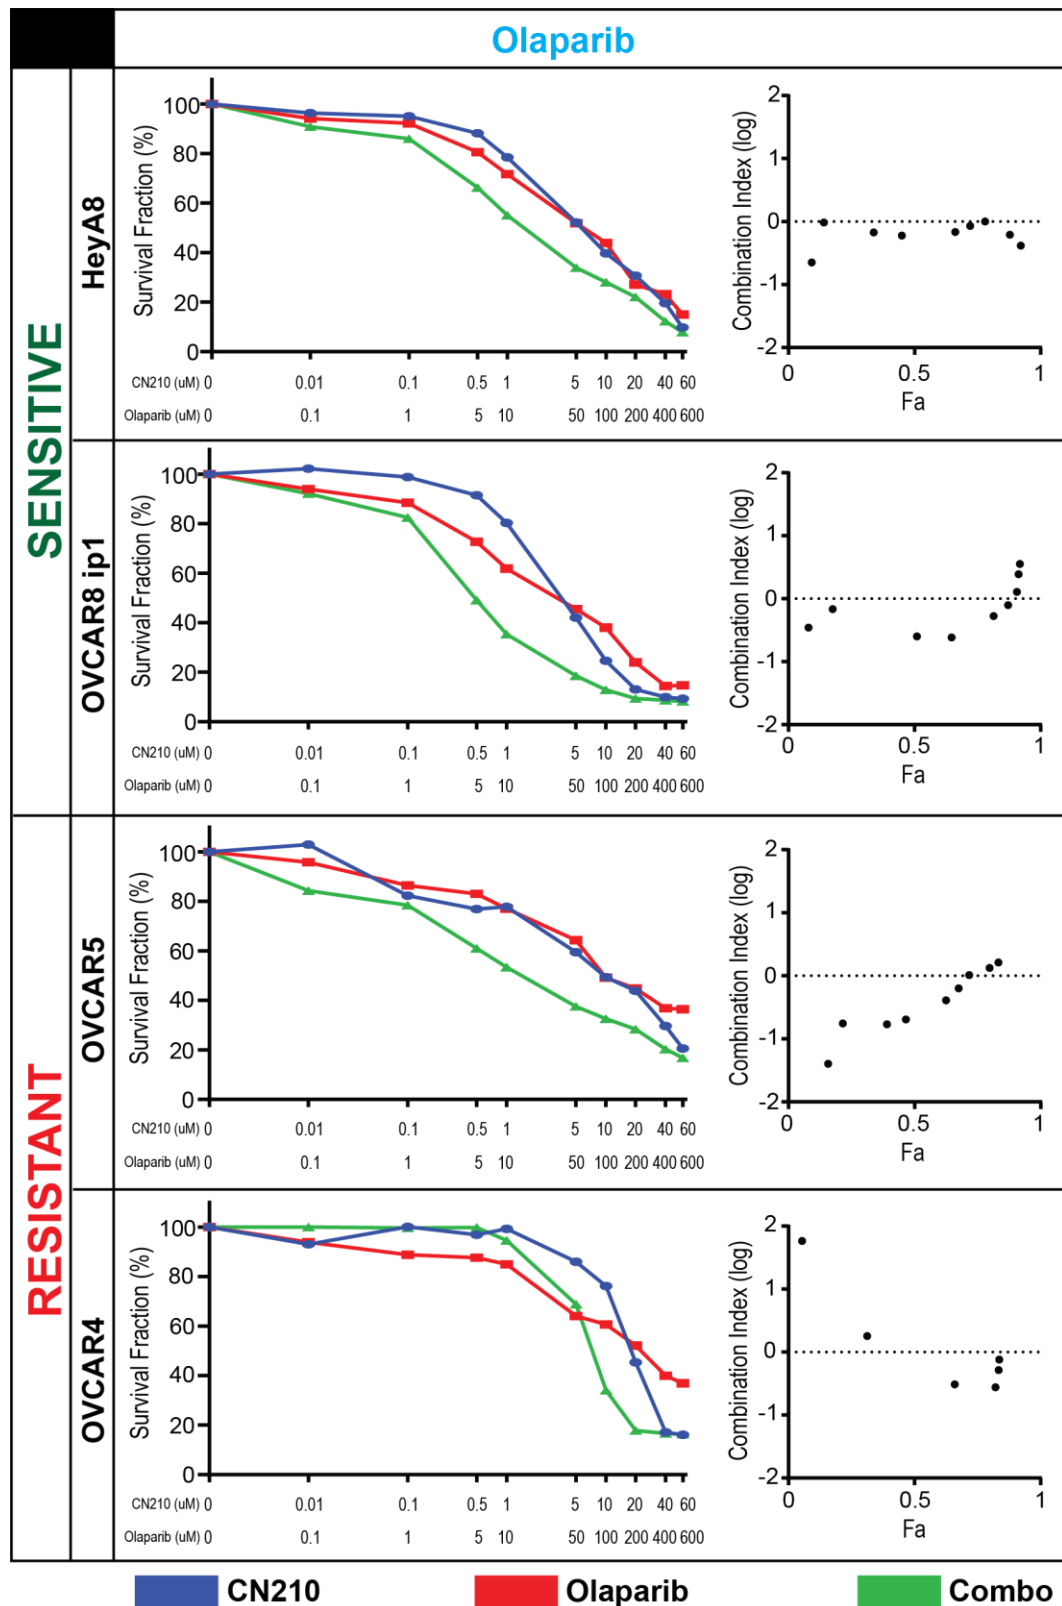 Olaparib
SENSITIVE
HeyA8
Survival Fraction (%)
100
80
60
40
20
0
CN210 (uM) 0 0.01 0.1 0.5 1 5 10 20 40 60
Olaparib (uM) 0 0.1 1 5 10 50 100 200 400 600
Combination Index (log)
2
1
0
-1
-2
0 0.5 1
Fa
OVCAR8 ip1
Survival Fraction (%)
100
80
60
40
20
0
CN210 (uM) 0 0.01 0.1 0.5 1 5 10 20 40 60
Olaparib (uM) 0 0.1 1 5 10 50 100 200 400 600
Combination Index (log)
2
1
0
-1
-2
0 0.5 1
Fa
RESISTANT
OVCAR5
Survival Fraction (%)
100
80
60
40
20
0
CN210 (uM) 0 0.01 0.1 0.5 1 5 10 20 40 60
Olaparib (uM) 0 0.1 1 5 10 50 100 200 400 600
Combination Index (log)
2
1
0
-1
-2
0 0.5 1
Fa
OVCAR4
Survival Fraction (%)
100
80
60
40
20
0
CN210 (uM) 0 0.01 0.1 0.5 1 5 10 20 40 60
Olaparib (uM) 0 0.1 1 5 10 50 100 200 400 600
Combination Index (log)
2
1
0
-1
-2
0 0.5 1
Fa
CN210 Olaparib Combo